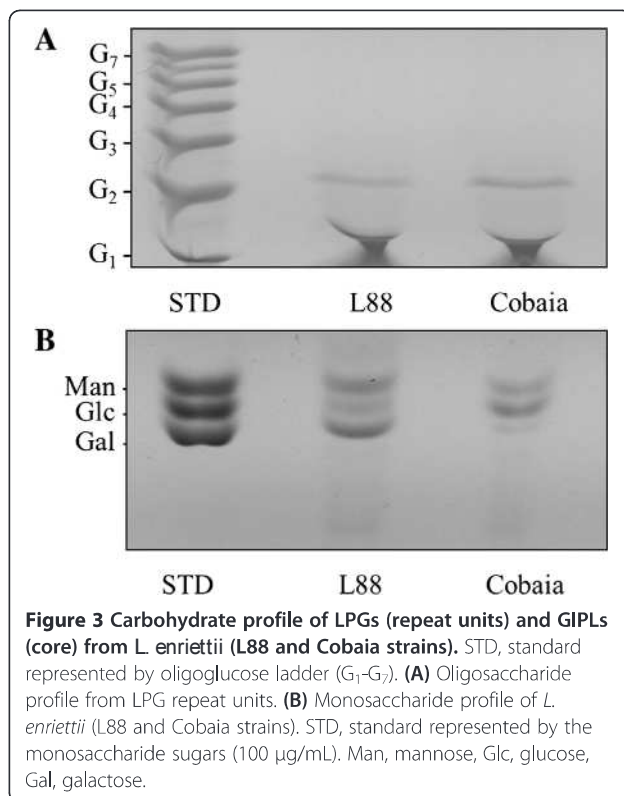 A
G₇
G₅
G₄
G₃
G₂
G₁
STD L88 Cobaia
B
Man
Glc
Gal
STD L88 Cobaia
Figure 3 Carbohydrate profile of LPGs (repeat units) and GIPLs
(core) from L. enriettii (L88 and Cobaia strains). STD, standard
represented by oligoglucose ladder (G₁-G₇). (A) Oligosaccharide
profile from LPG repeat units. (B) Monosaccharide profile of L.
enriettii (L88 and Cobaia strains). STD, standard represented by the
monosaccharide sugars (100 μg/mL). Man, mannose, Glc, glucose,
Gal, galactose.